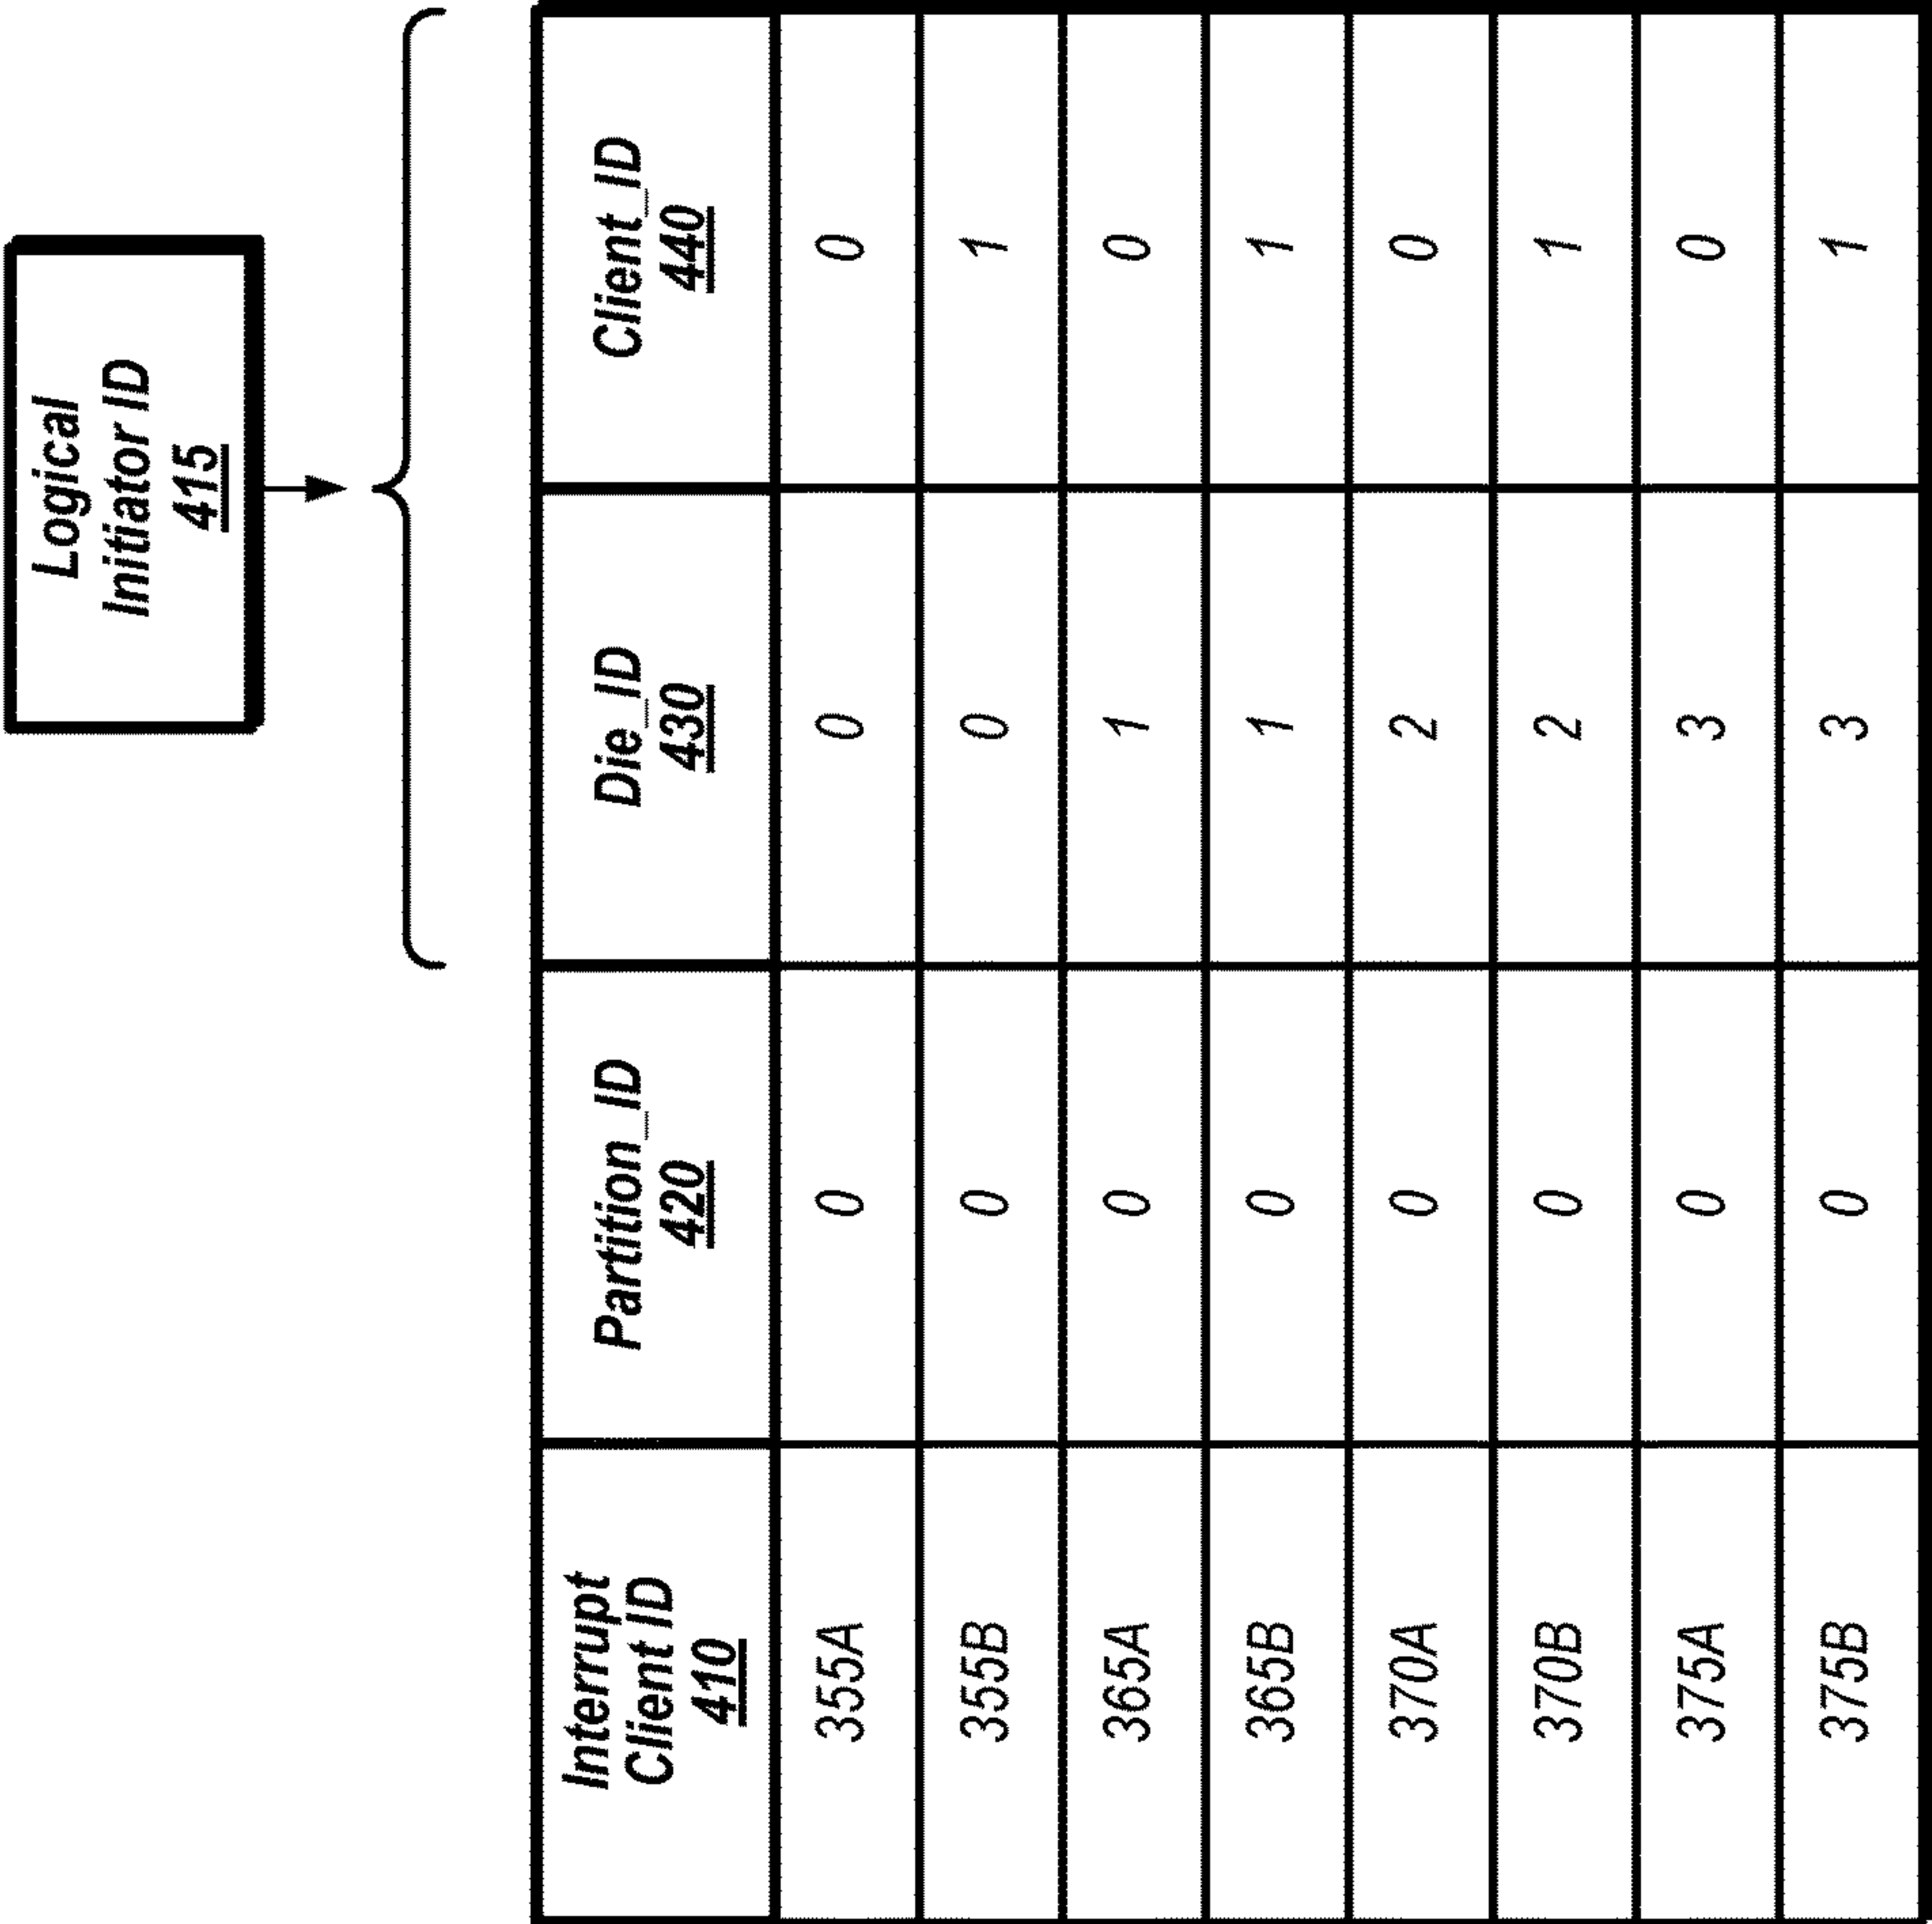 Logical
Initiator ID
415
Interrupt
Client ID
410
Partition_ID
420
Die_ID
430
Client_ID
440
355A 0 0 0
355B 0 0 1
365A 0 1 0
365B 0 1 1
370A 0 2 0
370B 0 2 1
375A 0 3 0
375B 0 3 1